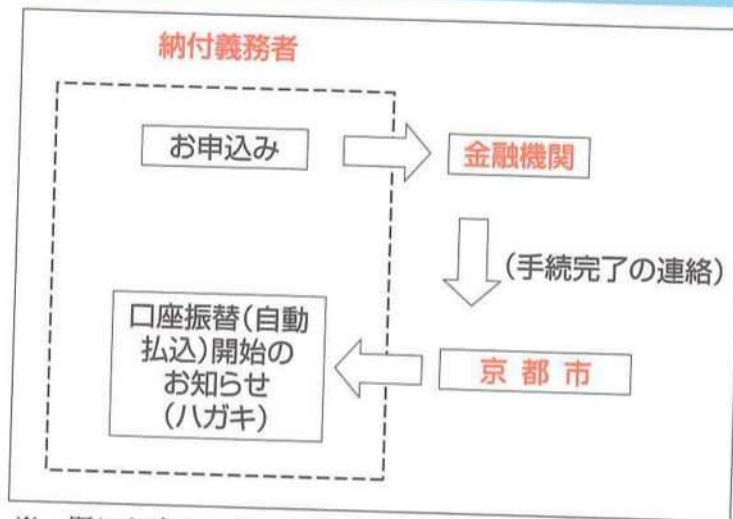 納付義務者
お申込み
金融機関
(手続完了の連絡)
口座振替(自動
払込)開始の
お知らせ
(ハガキ)
京都市